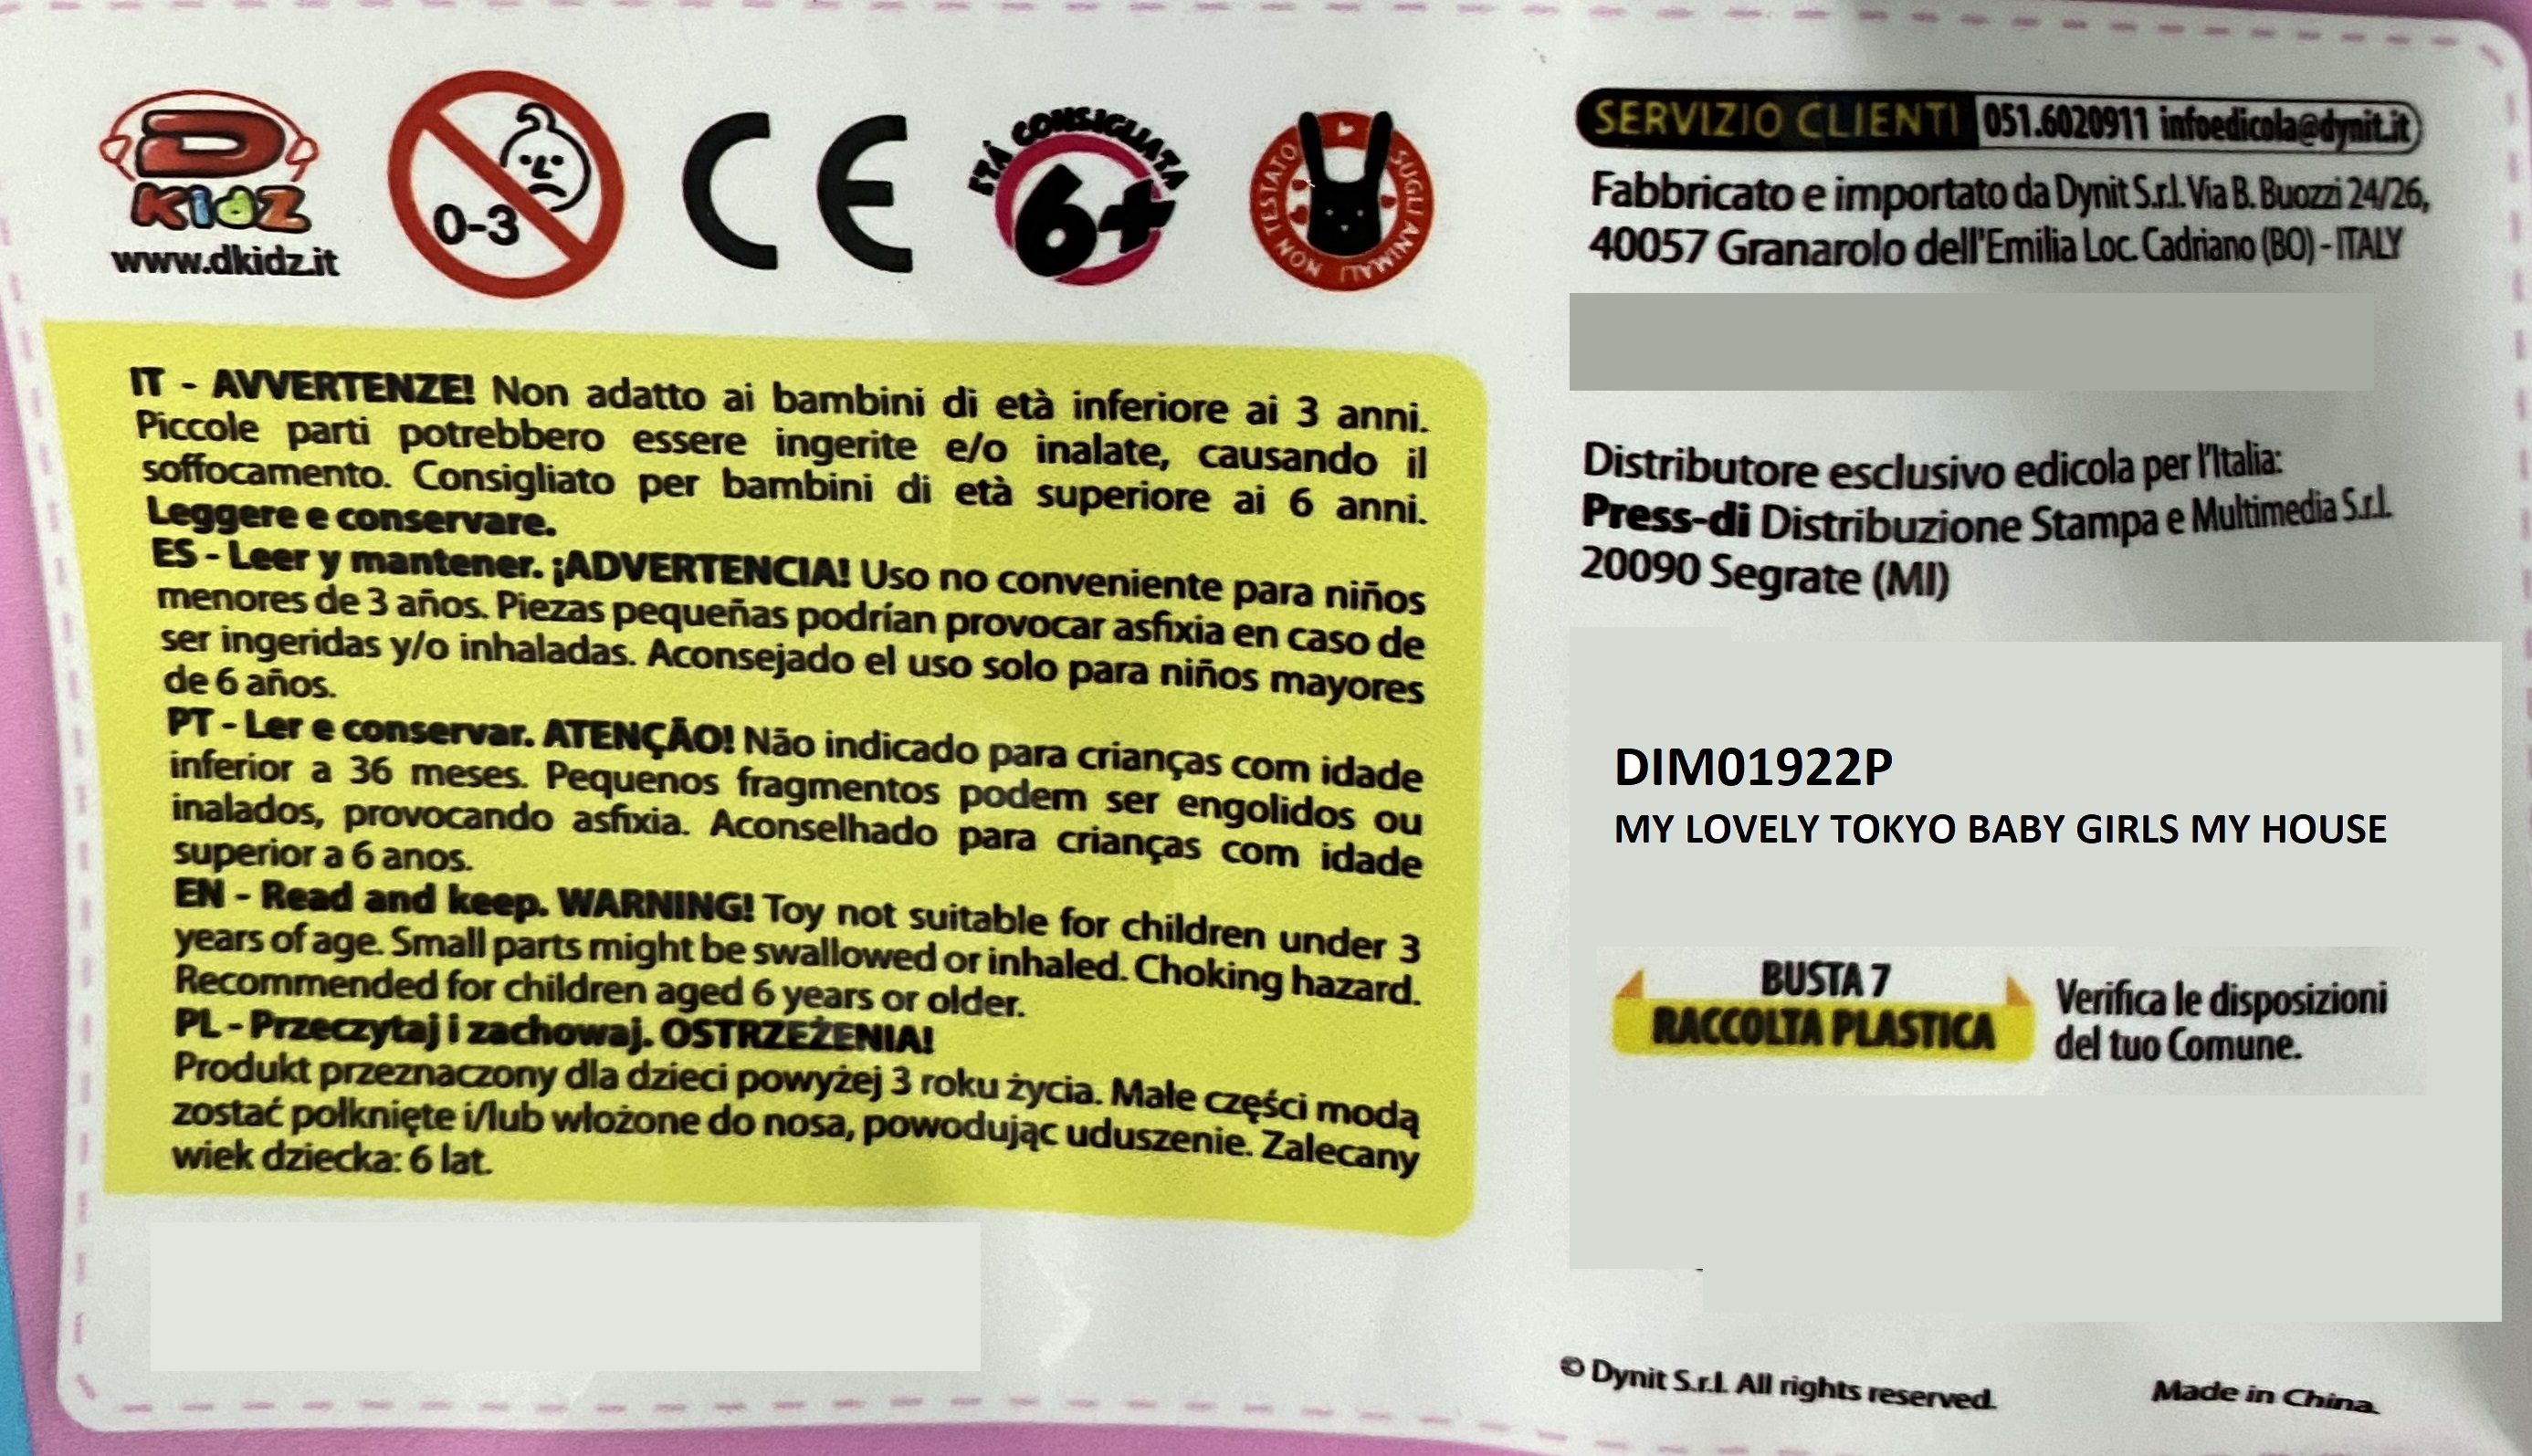 D
KIDZ
www.dkidz.it
0-3
CE
ETÀ CONSIGLIATA
6+
NON TESTATO SUGLI ANIMALI
IT - AVVERTENZE! Non adatto ai bambini di età inferiore ai 3 anni.
Piccole parti potrebbero essere ingerite e/o inalate, causando il
soffocamento. Consigliato per bambini di età superiore ai 6 anni.
Leggere e conservare.
ES - Leer y mantener. ¡ADVERTENCIA! Uso no conveniente para niños
menores de 3 años. Piezas pequeñas podrían provocar asfixia en caso de
ser ingeridas y/o inhaladas. Aconsejado el uso solo para niños mayores
de 6 años.
PT - Ler e conservar. ATENÇÃO! Não indicado para crianças com idade
inferior a 36 meses. Pequenos fragmentos podem ser engolidos ou
inalados, provocando asfixia. Aconselhado para crianças com idade
superior a 6 anos.
EN - Read and keep. WARNING! Toy not suitable for children under 3
years of age. Small parts might be swallowed or inhaled. Choking hazard.
Recommended for children aged 6 years or older.
PL - Przeczytaj i zachowaj. OSTRZEŻENIA!
Produkt przeznaczony dla dzieci powyżej 3 roku życia. Małe części modą
zostać połknięte i/lub włożone do nosa, powodując uduszenie. Zalecany
wiek dziecka: 6 lat.
SERVIZIO CLIENTI 051.6020911 infoedicola@dynit.it
Fabbricato e importato da Dynit S.r.l. Via B. Buozzi 24/26,
40057 Granarolo dell'Emilia Loc. Cadriano (BO) - ITALY
Distributore esclusivo edicola per l'Italia:
Press-di Distribuzione Stampa e Multimedia S.r.l.
20090 Segrate (MI)
DIM01922P
MY LOVELY TOKYO BABY GIRLS MY HOUSE
BUSTA 7
RACCOLTA PLASTICA
Verifica le disposizioni
del tuo Comune.
© Dynit S.r.l. All rights reserved.
Made in China.